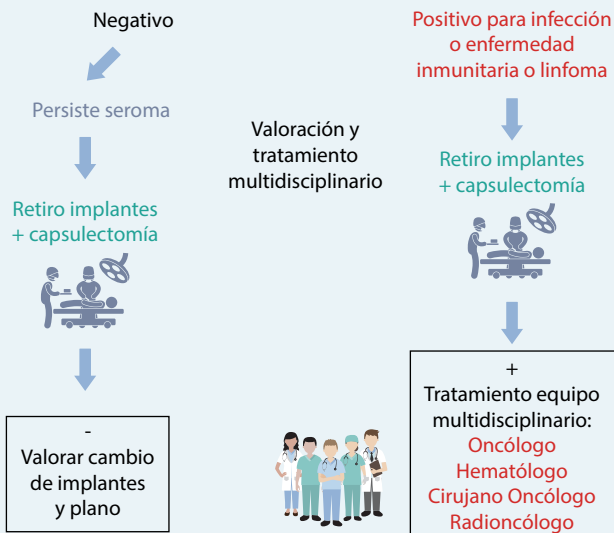 Negativo
Persiste seroma
Retiro implantes
+ capsulectomía
-
Valorar cambio
de implantes
y plano
Valoración y
tratamiento
multidisciplinario
Positivo para infección
o enfermedad
inmunitaria o linfoma
Retiro implantes
+ capsulectomía
+
Tratamiento equipo
multidisciplinario:
Oncólogo
Hematólogo
Cirujano Oncólogo
Radioncólogo